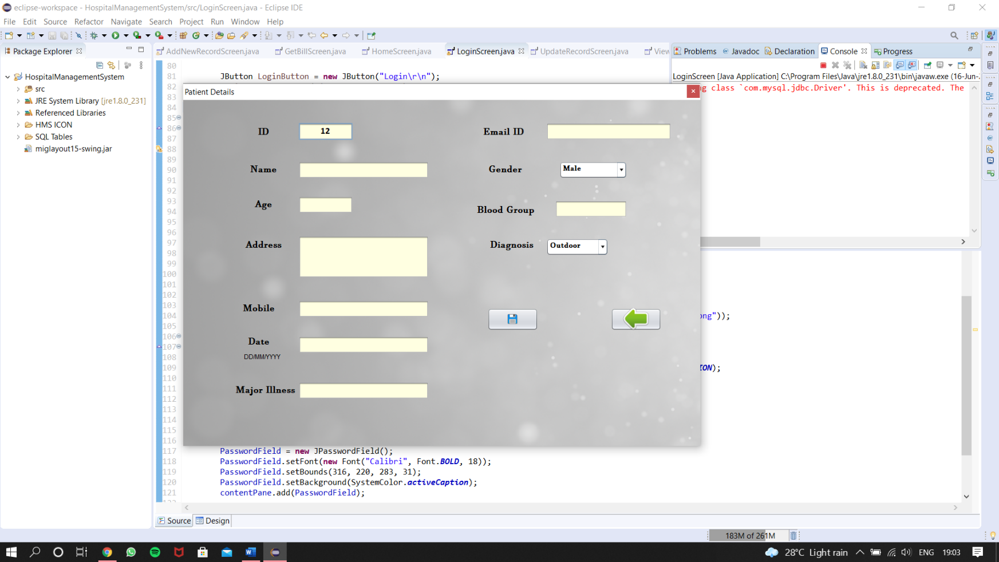 eclipse-workspace - HospitalManagementSystem/src/LoginScreen.java - Eclipse IDE
File Edit Source Refactor Navigate Search Project Run Window Help
Package Explorer
AddNewRecordScreen.java GetBillScreen.java HomeScreen.java LoginScreen.java UpdateRecordScreen.java View
Problems Javadoc Declaration Console Progress
HospitalManagementSystem
src
JRE System Library [jre1.8.0_231]
Referenced Libraries
HMS ICON
SQL Tables
miglayout15-swing.jar
LoginScreen [Java Application] C:\Program Files\Java\jre1.8.0_231\bin\javaw.exe (16-Jun-
g class `com.mysql.jdbc.Driver'. This is deprecated. The
80
81 JButton LoginButton = new JButton("Login\r\n");
82
83
84
85
86
87
88
89
90
91
92
93
94
95
96
97
98
99
100
101
102
103
104 ong"));
105
106
107
108
109 ION);
110
111
112
113
114
115
116
117 PasswordField = new JPasswordField();
118 PasswordField.setFont(new Font("Calibri", Font.BOLD, 18));
119 PasswordField.setBounds(316, 220, 283, 31);
120 PasswordField.setBackground(SystemColor.activeCaption);
121 contentPane.add(PasswordField);
Patient Details
ID 12
Name
Age
Address
Mobile
Date
DD/MM/YYYY
Major Illness
Email ID
Gender Male
Blood Group
Diagnosis Outdoor
Source Design
183M of 261M
28°C Light rain ENG 19:03